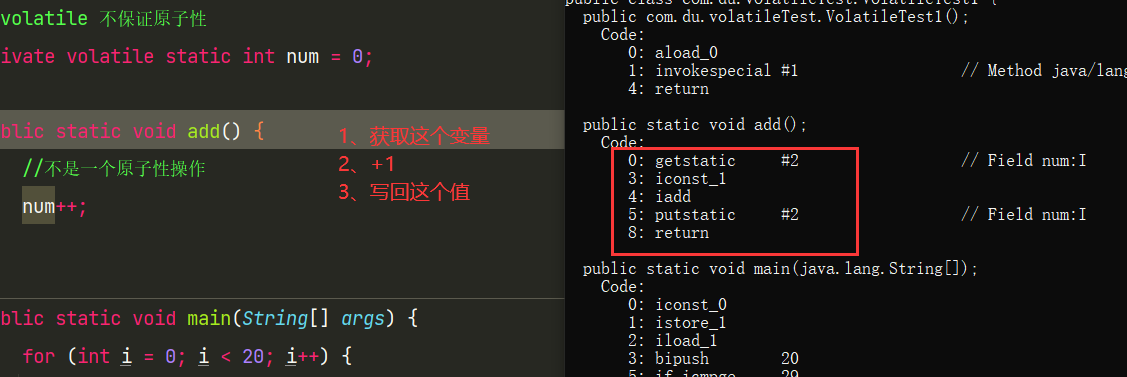 volatile 不保证原子性
ivate volatile static int num = 0;
blic static void add() {
//不是一个原子性操作
num++;
1、获取这个变量
2、+1
3、写回这个值
blic static void main(String[] args) {
for (int i = 0; i < 20; i++) {
public class com.du.volatileTest.VolatileTest1 {
public com.du.volatileTest.VolatileTest1();
Code:
0: aload_0
1: invokespecial #1 // Method java/lang
4: return
public static void add();
Code:
0: getstatic #2 // Field num:I
3: iconst_1
4: iadd
5: putstatic #2 // Field num:I
8: return
public static void main(java.lang.String[]);
Code:
0: iconst_0
1: istore_1
2: iload_1
3: bipush 20
5: if_icmpge 29